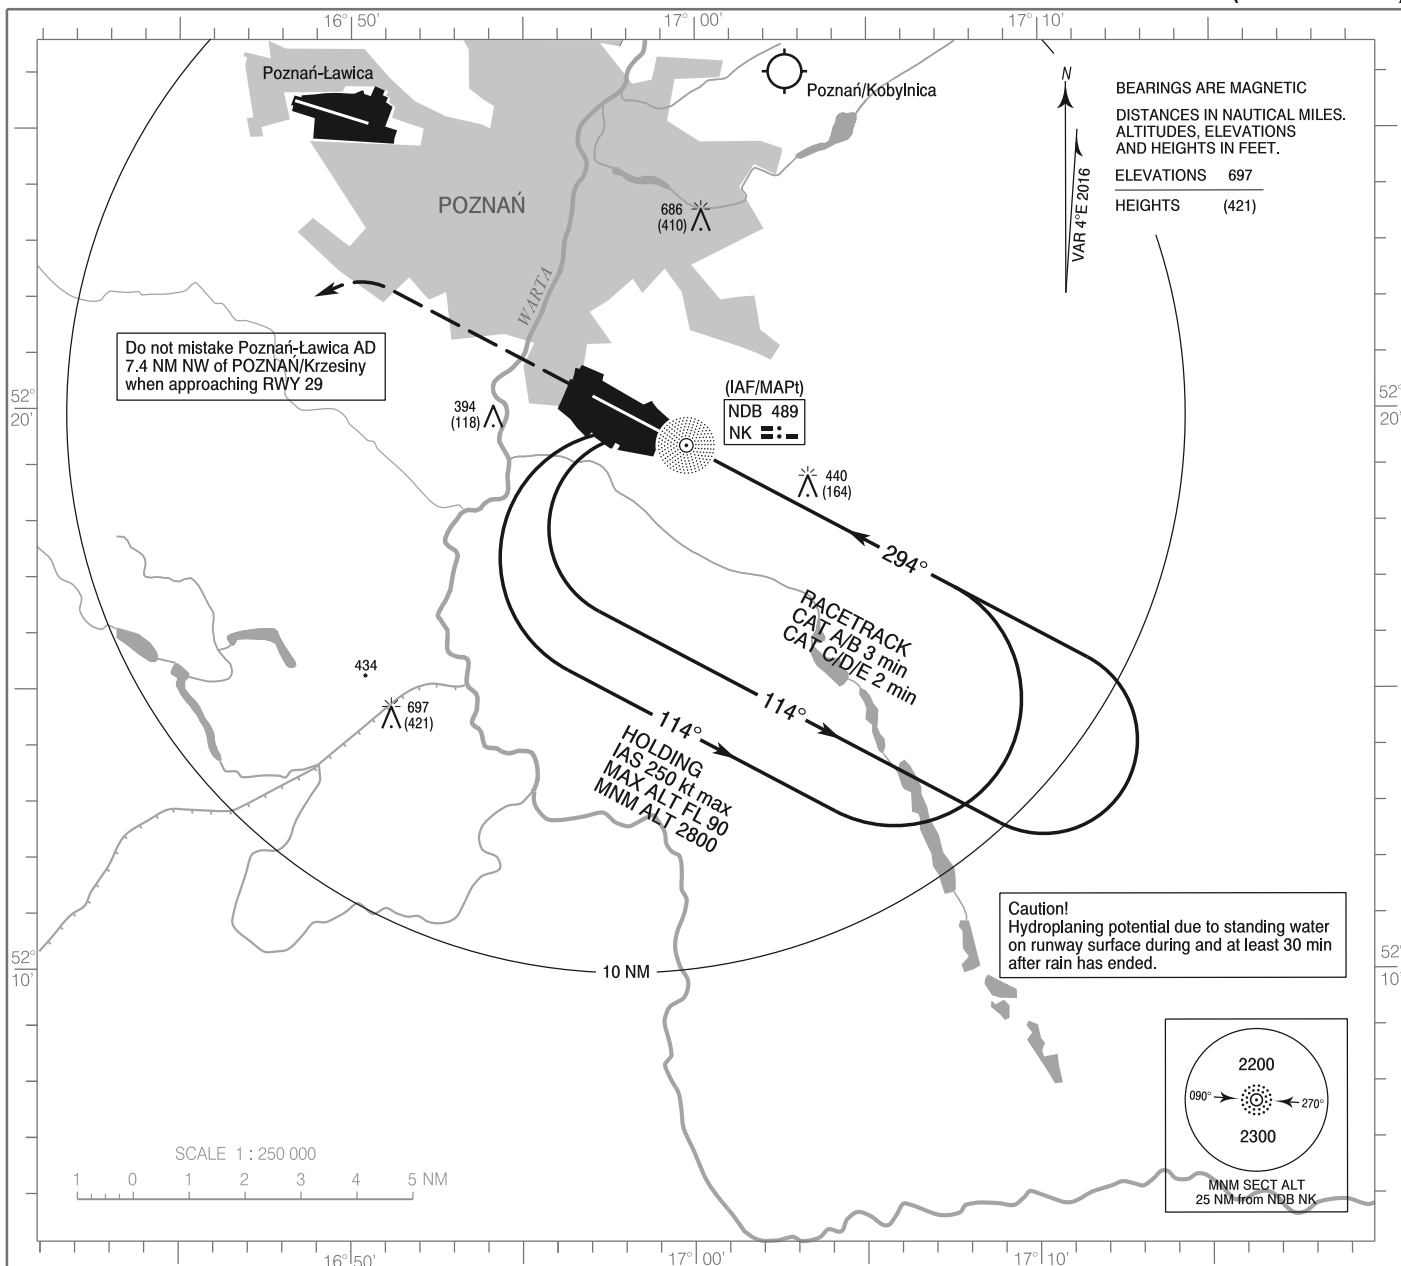 16° 50'
17° 00'
17° 10'
Poznań-Ławica
Poznań/Kobylnica
N
VAR 4°E 2016
BEARINGS ARE MAGNETIC
DISTANCES IN NAUTICAL MILES.
ALTITUDES, ELEVATIONS
AND HEIGHTS IN FEET.
ELEVATIONS 697
HEIGHTS (421)
POZNAŃ
686
(410)
WARTA
Do not mistake Poznań-Ławica AD
7.4 NM NW of POZNAŃ/Krzesiny
when approaching RWY 29
52°
20'
52°
20'
394
(118)
(IAF/MAPt)
NDB 489
NK
440
(164)
294°
RACETRACK
CAT A/B 3 min
CAT C/D/E 2 min
434
697
(421)
114°
114°
HOLDING
IAS 250 kt max
MAX ALT FL 90
MNM ALT 2800
Caution!
Hydroplaning potential due to standing water
on runway surface during and at least 30 min
after rain has ended.
52°
10'
52°
10'
10 NM
2200
090°
270°
2300
MNM SECT ALT
25 NM from NDB NK
SCALE 1 : 250 000
1 0 1 2 3 4 5 NM
16° 50'
17° 00'
17° 10'